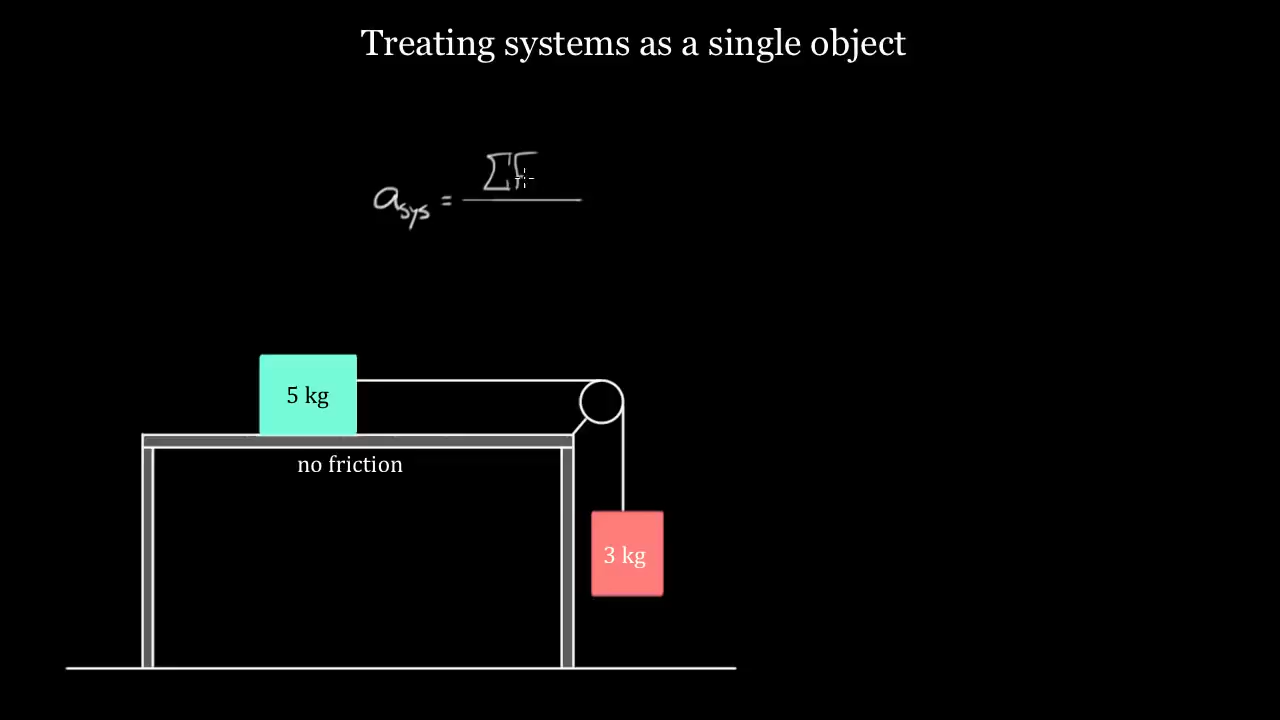 Treating systems as a single object
a_sys = ΣF
5 kg
no friction
3 kg